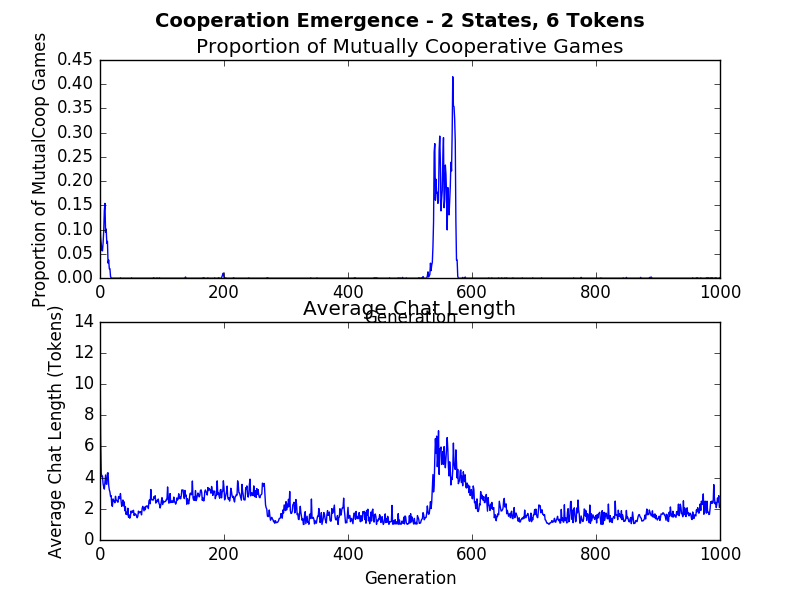 Cooperation Emergence - 2 States, 6 Tokens
Proportion of Mutually Cooperative Games
Proportion of MutualCoop Games
0.45
0.40
0.35
0.30
0.25
0.20
0.15
0.10
0.05
0.00
0 200 400 600 800 1000
Generation
Average Chat Length
Average Chat Length (Tokens)
14
12
10
8
6
4
2
0
0 200 400 600 800 1000
Generation